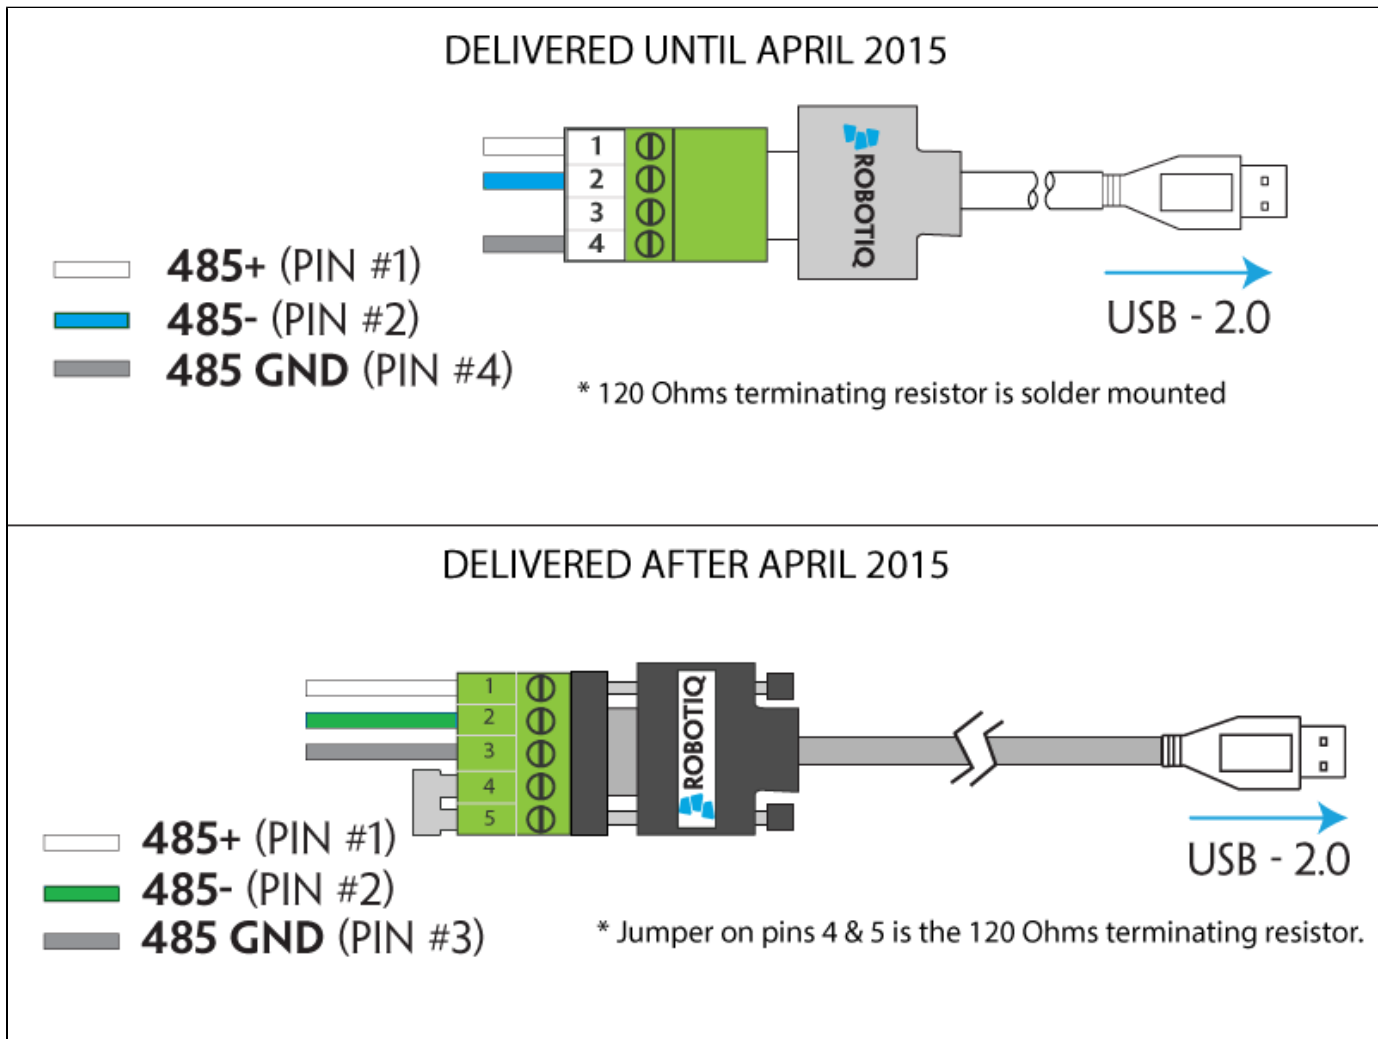 DELIVERED UNTIL APRIL 2015
1
2
3
4
ROBOTIQ
485+ (PIN #1)
485- (PIN #2)
485 GND (PIN #4)
USB - 2.0
* 120 Ohms terminating resistor is solder mounted
DELIVERED AFTER APRIL 2015
1
2
3
4
5
ROBOTIQ
485+ (PIN #1)
485- (PIN #2)
485 GND (PIN #3)
USB - 2.0
* Jumper on pins 4 & 5 is the 120 Ohms terminating resistor.